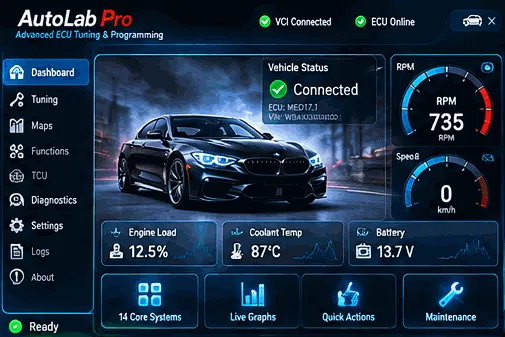 AutoLab Pro
Advanced ECU Tuning & Programming
VCI Connected
ECU Online
Dashboard
Tuning
Maps
Functions
TCU
Diagnostics
Settings
Logs
About
Ready
Vehicle Status
Connected
ECU: MED17.1
RPM
RPM
735
RPM
0
km/h
Engine Load
12.5%
Coolant Temp
87°C
Battery
13.7 V
14 Core Systems
Live Graphs
Quick Actions
Maintenance